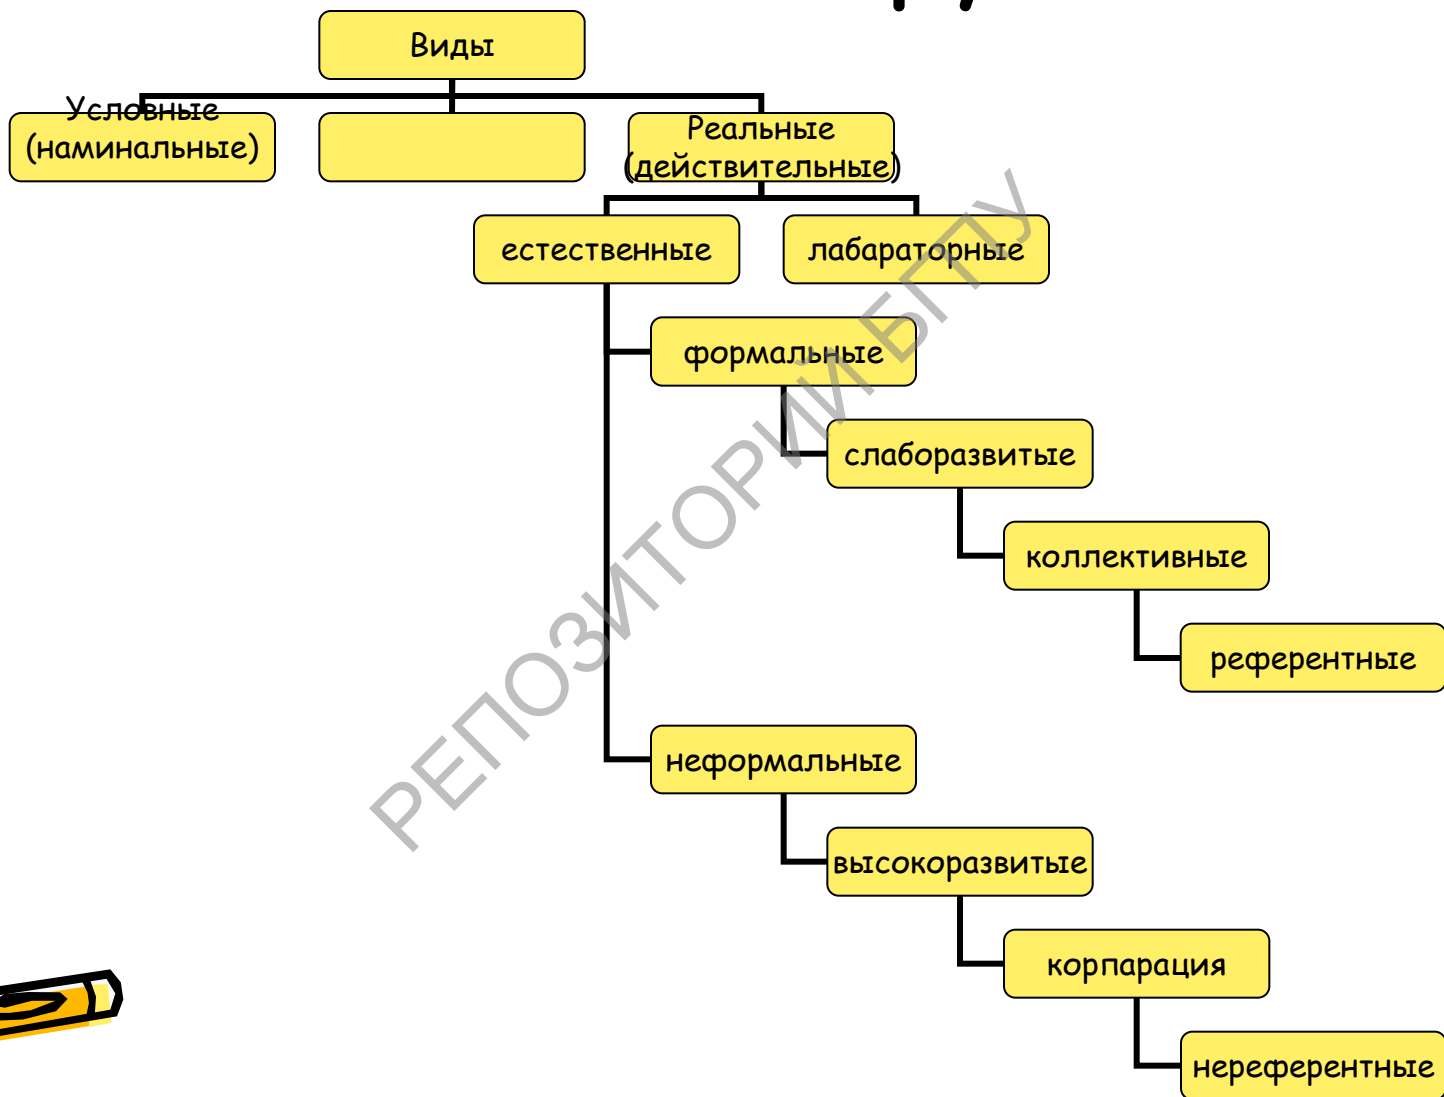 Виды
Условные
(наминальные)
Реальные
(действительные)
естественные
лабараторные
формальные
слаборазвитые
коллективные
референтные
неформальные
высокоразвитые
корпарация
нереферентные
РЕПОЗИТОРИЙ БГПУ